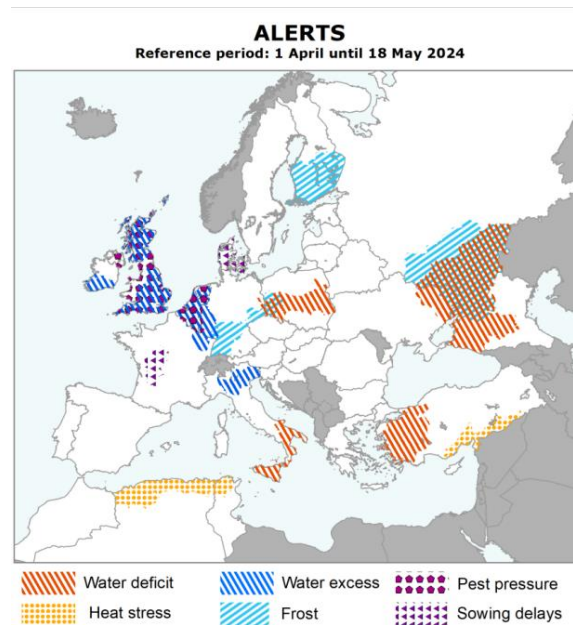 ALERTS
Reference period: 1 April until 18 May 2024
Water deficit
Water excess
Pest pressure
Heat stress
Frost
Sowing delays